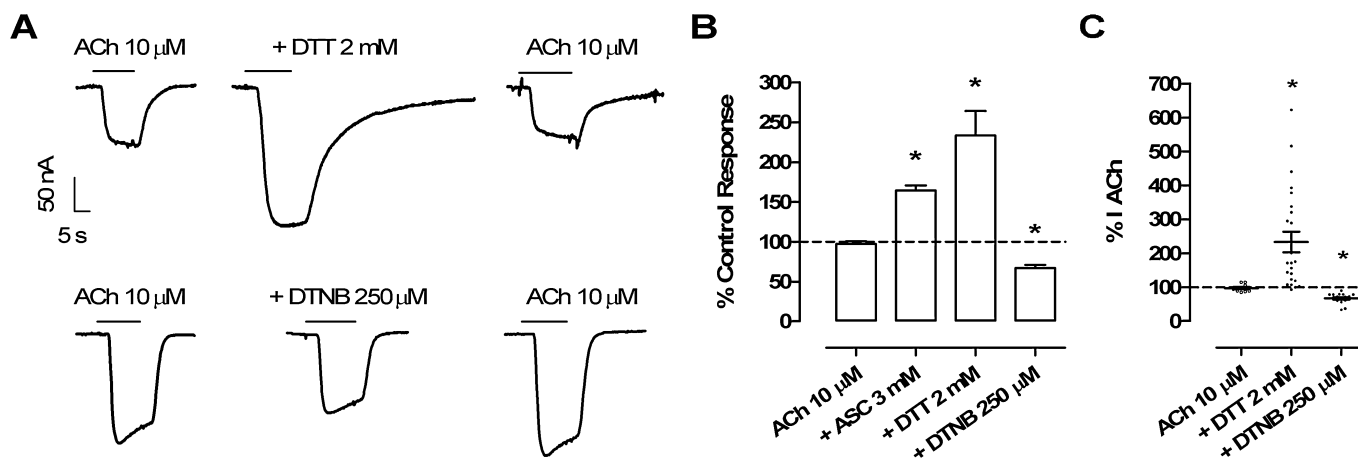 A
ACh 10 μM
+ DTT 2 mM
ACh 10 μM
50 nA
5 s
ACh 10 μM
+ DTNB 250 μM
ACh 10 μM
B
% Control Response
300
250
200
150
100
50
0
*
*
*
ACh 10 μM
+ ASC 3 mM
+ DTT 2 mM
+ DTNB 250 μM
C
% I ACh
700
600
500
400
300
200
100
0
*
*
ACh 10 μM
+ DTT 2 mM
+ DTNB 250 μM